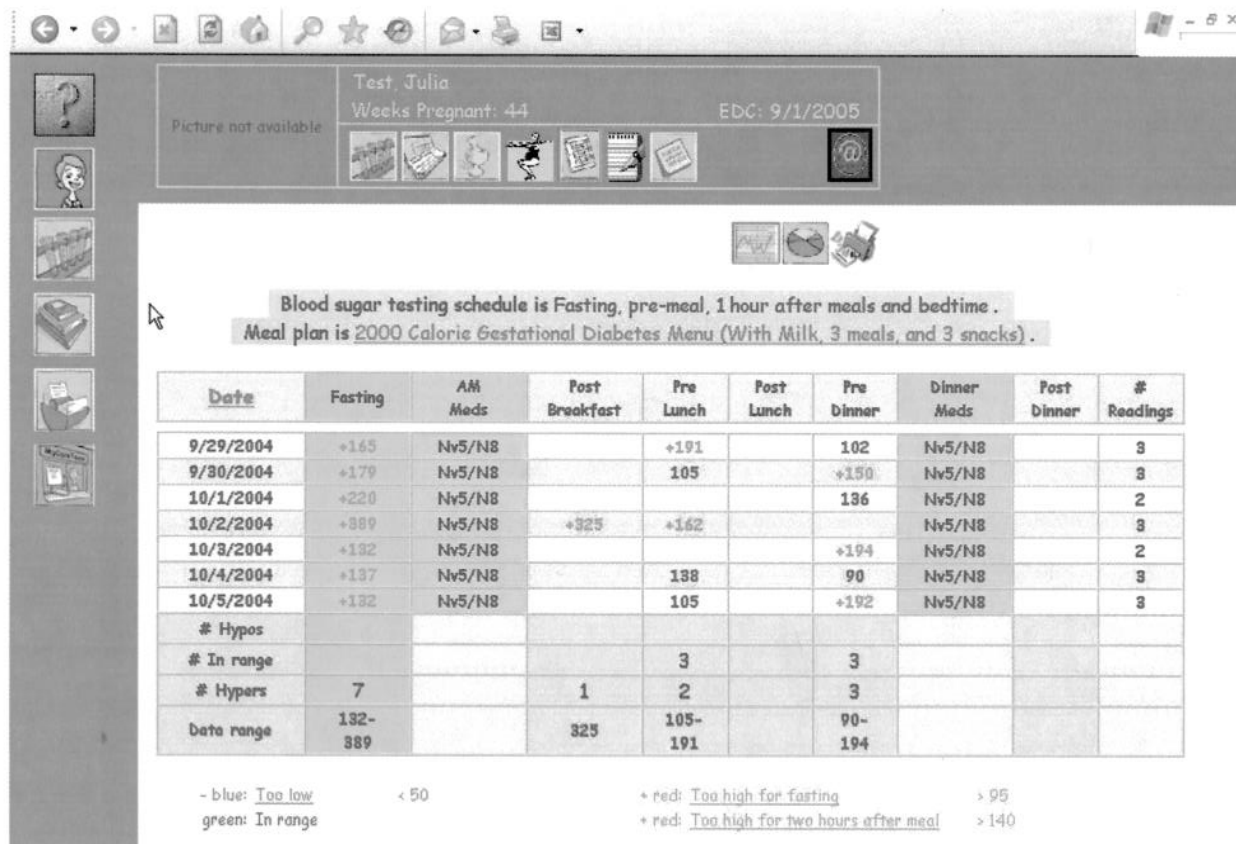 Test, Julia
Weeks Pregnant: 44 EDC: 9/1/2005
Picture not available
Blood sugar testing schedule is Fasting, pre-meal, 1 hour after meals and bedtime .
Meal plan is 2000 Calorie Gestational Diabetes Menu (With Milk, 3 meals, and 3 snacks) .
Date Fasting AM Meds Post Breakfast Pre Lunch Post Lunch Pre Dinner Dinner Meds Post Dinner # Readings
9/29/2004 +165 Nv5/N8 +191 102 Nv5/N8 3
9/30/2004 +179 Nv5/N8 105 +150 Nv5/N8 3
10/1/2004 +220 Nv5/N8 136 Nv5/N8 2
10/2/2004 +389 Nv5/N8 +325 +162 Nv5/N8 3
10/3/2004 +132 Nv5/N8 +194 Nv5/N8 2
10/4/2004 +137 Nv5/N8 138 90 Nv5/N8 3
10/5/2004 +132 Nv5/N8 105 +192 Nv5/N8 3
# Hypos
# In range 3 3
# Hypers 7 1 2 3
Data range 132-389 325 105-191 90-194
- blue: Too low < 50 + red: Too high for fasting > 95
green: In range + red: Too high for two hours after meal > 140